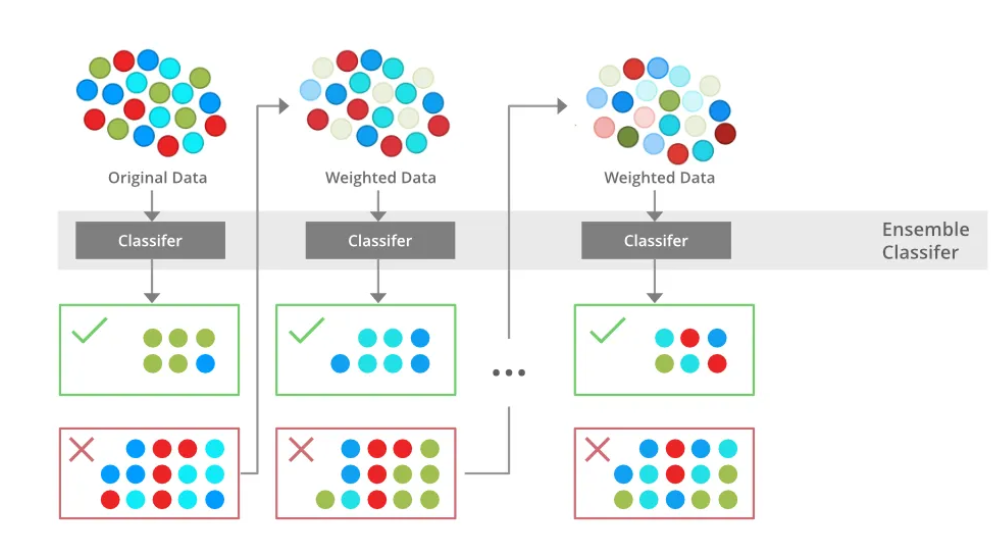 Original Data
Weighted Data
Weighted Data
Classifer
Classifer
Classifer
Ensemble
Classifer